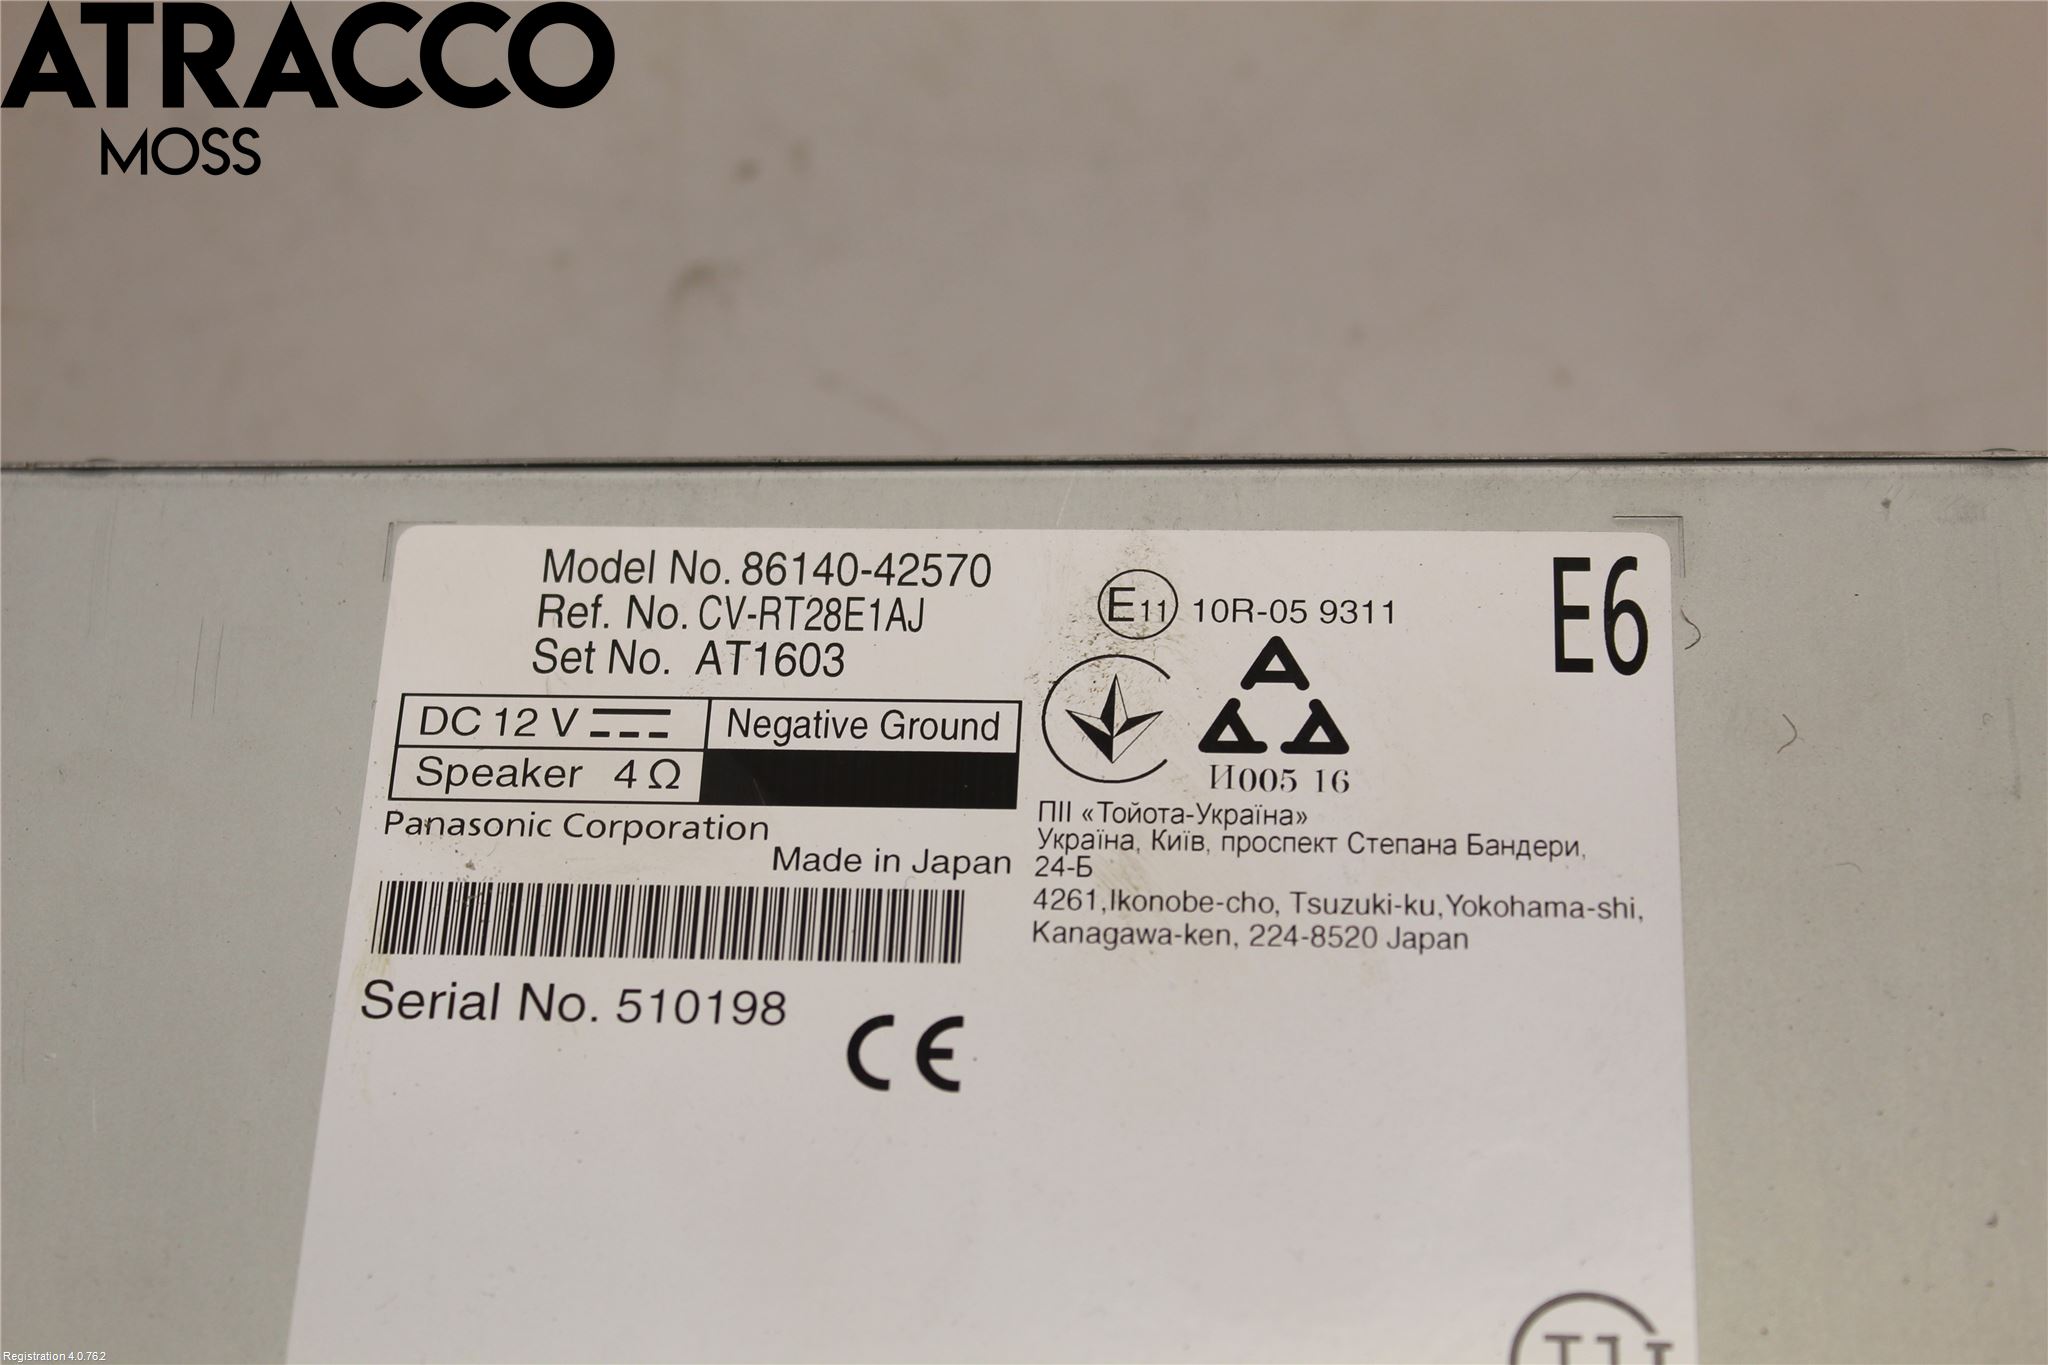 ATRACCO
MOSS
Model No. 86140-42570
Ref. No. CV-RT28E1AJ
Set No. AT1603
E11 10R-05 9311
E6
DC 12 V
Negative Ground
Speaker 4 Ω
И005 16
Panasonic Corporation
Made in Japan
ПІІ «Тойота-Україна»
Україна, Київ, проспект Степана Бандери,
24-Б
4261,Ikonobe-cho, Tsuzuki-ku,Yokohama-shi,
Kanagawa-ken, 224-8520 Japan
Serial No. 510198
CE
Registration 4.0.76.2